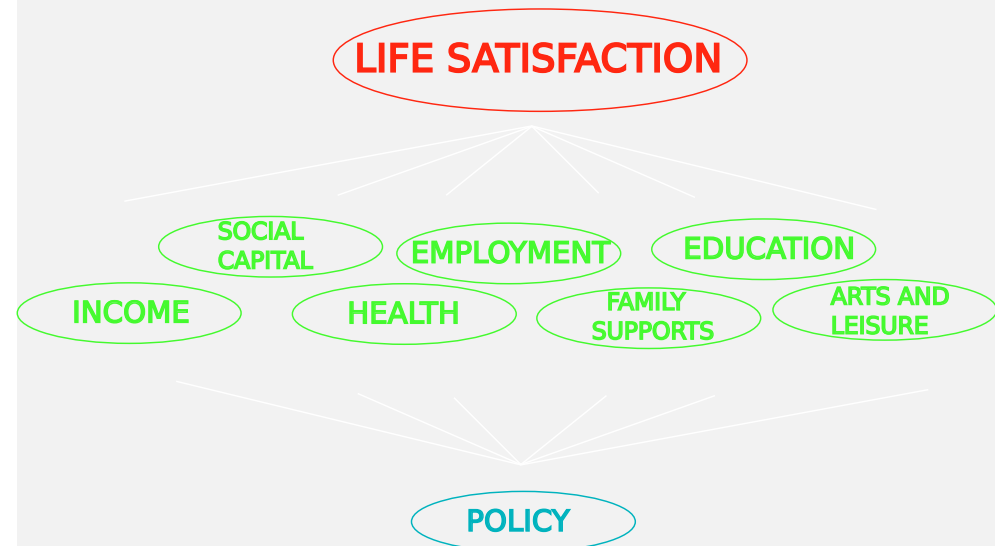 LIFE SATISFACTION
SOCIAL
CAPITAL
EMPLOYMENT
EDUCATION
INCOME
HEALTH
FAMILY
SUPPORTS
ARTS AND
LEISURE
POLICY